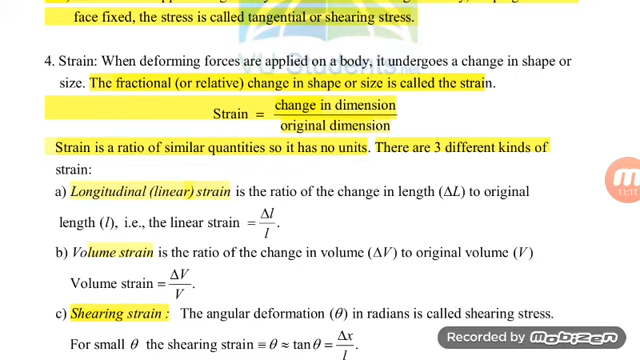 face fixed, the stress is called tangential or shearing stress.
4. Strain: When deforming forces are applied on a body, it undergoes a change in shape or
size. The fractional (or relative) change in shape or size is called the strain.
Strain = change in dimension / original dimension
Strain is a ratio of similar quantities so it has no units. There are 3 different kinds of
strain:
a) Longitudinal (linear) strain is the ratio of the change in length (ΔL) to original
length (l), i.e., the linear strain = Δl / l .
b) Volume strain is the ratio of the change in volume (ΔV) to original volume (V)
Volume strain = ΔV / V .
c) Shearing strain : The angular deformation (θ) in radians is called shearing stress.
For small θ the shearing strain ≡ θ ≈ tan θ = Δx / l .
Recorded by mobizen